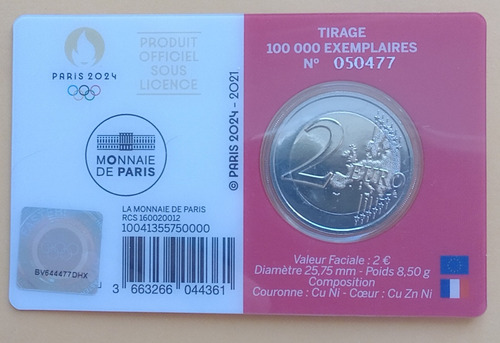 PARIS 2024
PRODUIT
OFFICIEL
SOUS
LICENCE
MONNAIE
DE PARIS
© PARIS 2024 - 2021
LA MONNAIE DE PARIS
RCS 160020012
10041355750000
BV644477DHX
3 663266 044361
TIRAGE
100 000 EXEMPLAIRES
N° 050477
2 EURO
Valeur Faciale : 2 €
Diamètre 25,75 mm - Poids 8,50 g
Composition
Couronne : Cu Ni - Cœur : Cu Zn Ni